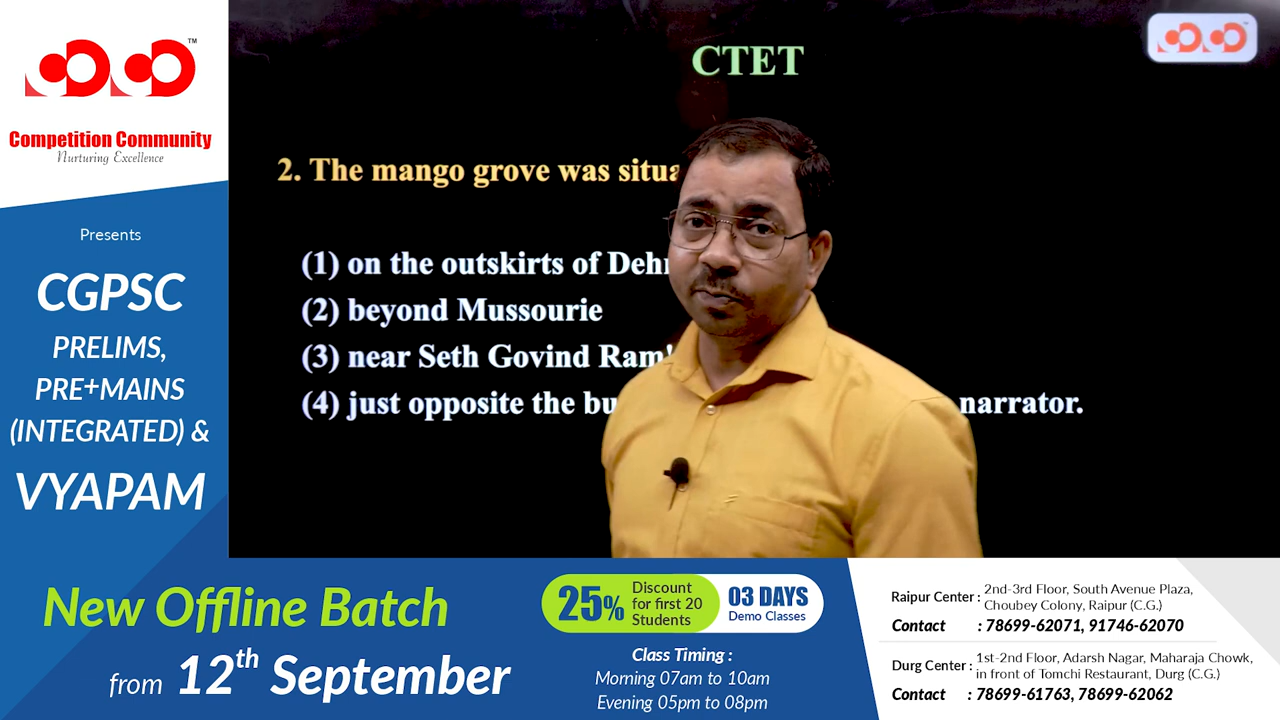 TM
Competition Community
Nurturing Excellence
Presents
CGPSC
PRELIMS,
PRE+MAINS
(INTEGRATED) &
VYAPAM
CTET
2. The mango grove was
(1) on the outskirts of
(2) beyond Mussourie
(3) near Seth Govind
(4) just opposite the narrator.
New Offline Batch
from 12th September
25% Discount
for first 20
Students
03 DAYS
Demo Classes
Class Timing :
Morning 07am to 10am
Evening 05pm to 08pm
Raipur Center : 2nd-3rd Floor, South Avenue Plaza,
Choubey Colony, Raipur (C.G.)
Contact : 78699-62071, 91746-62070
Durg Center : 1st-2nd Floor, Adarsh Nagar, Maharaja Chowk,
in front of Tomchi Restaurant, Durg (C.G.)
Contact : 78699-61763, 78699-62062